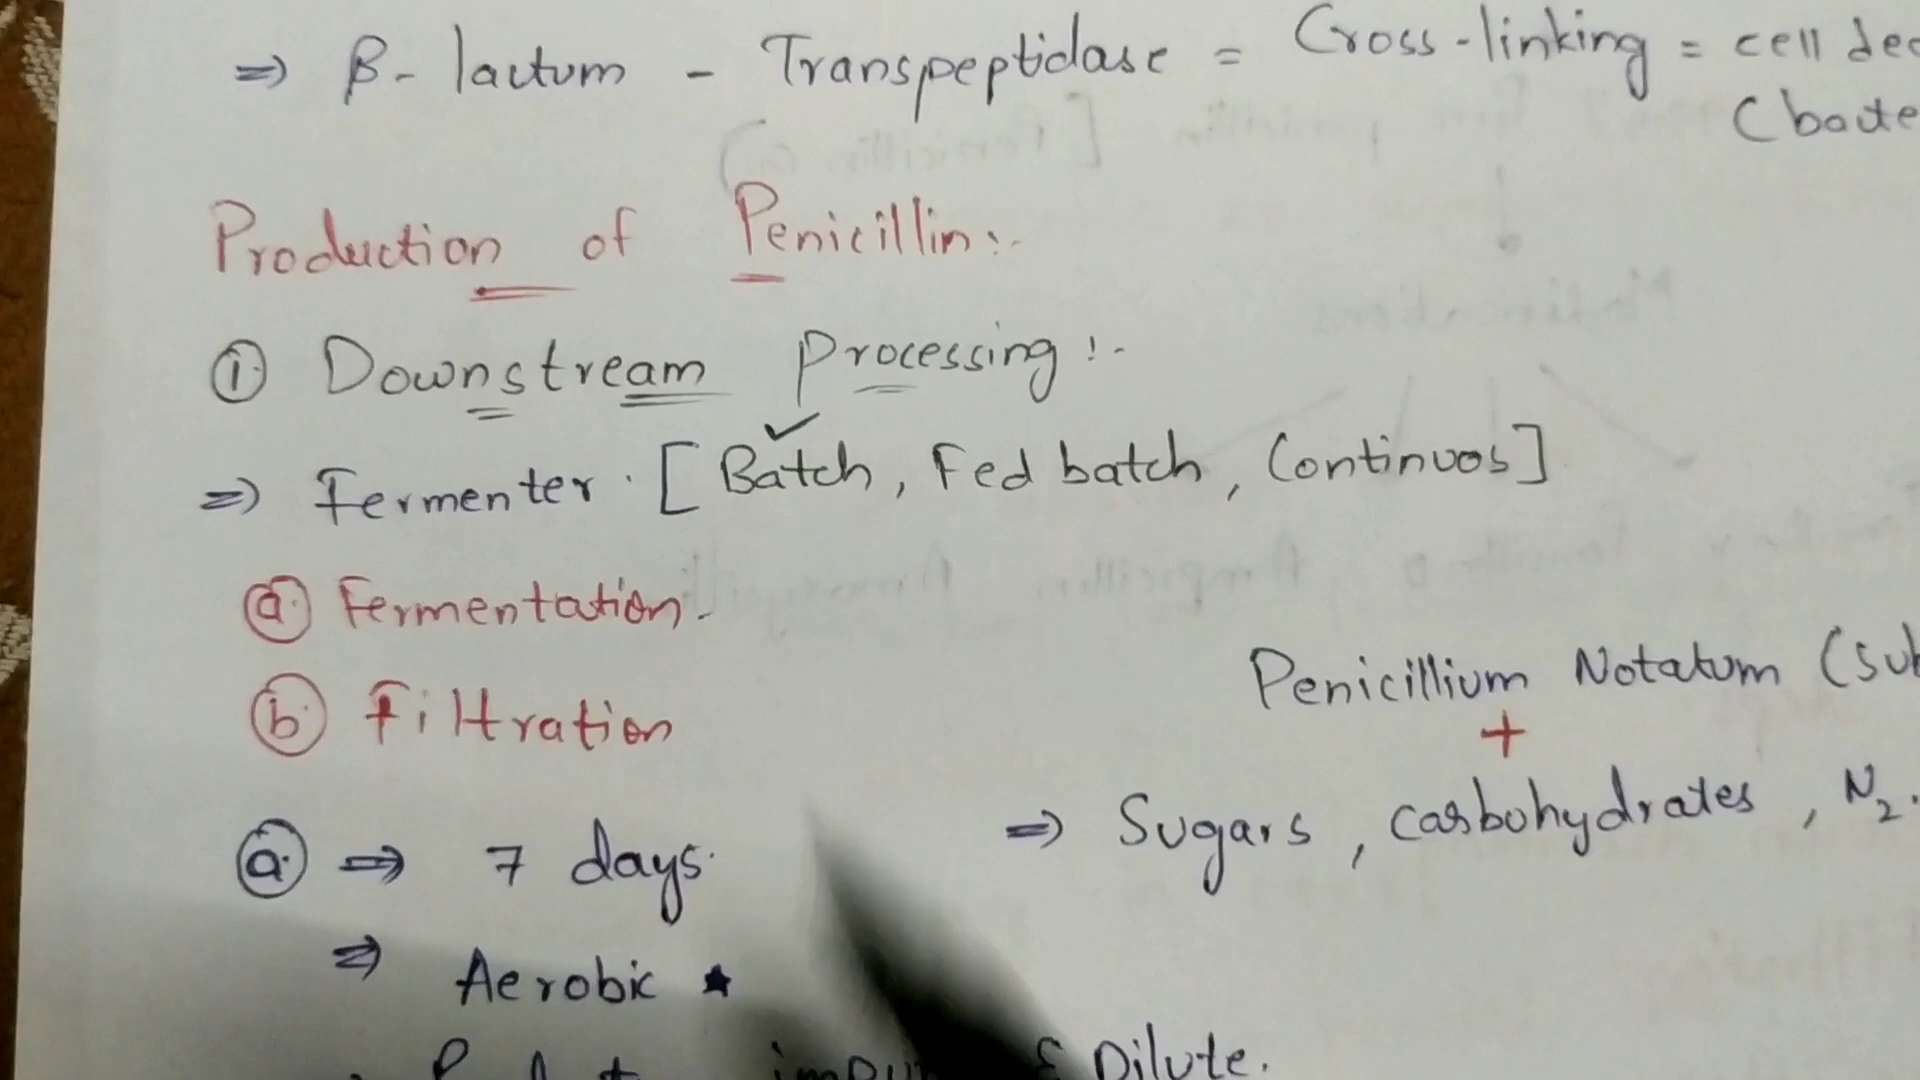 ⇒ β- lactum - Transpeptidase = Cross-linking = cell
Production of Penicillin:-
① Downstream processing :-
⇒ Fermenter. [Batch, Fed batch, Continuos]
ⓐ Fermentation.
ⓑ Filtration
Penicillium Notatum
+
ⓐ ⇒ 7 days.
⇒ Sugars, carbohydrates, N₂.
⇒ Aerobic ★
& Dilute.